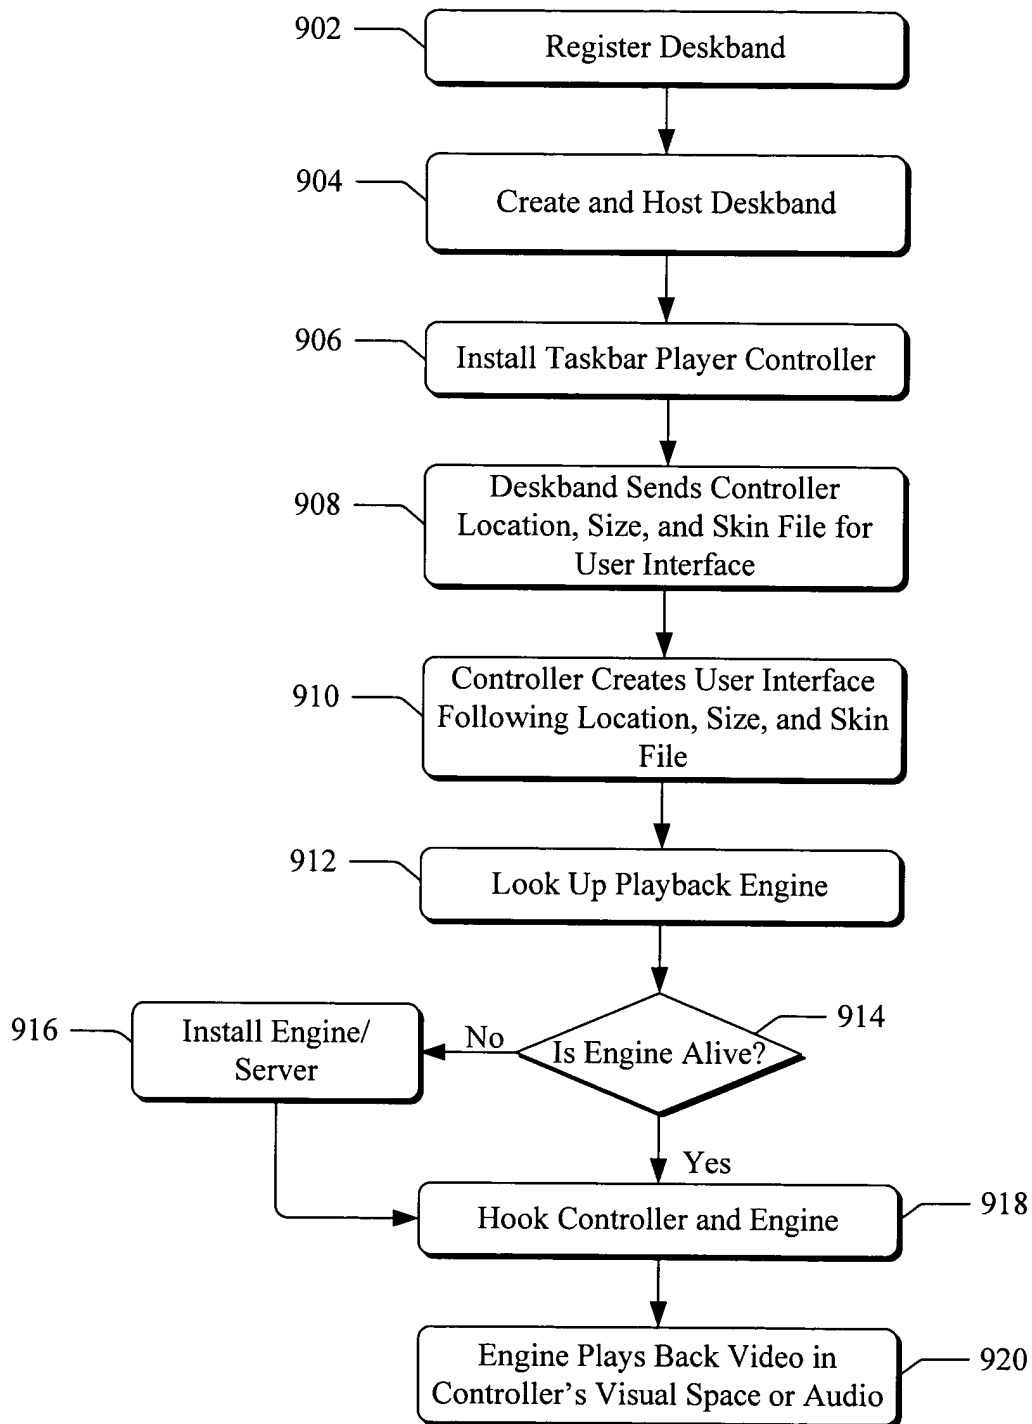 902
Register Deskband
904
Create and Host Deskband
906
Install Taskbar Player Controller
908
Deskband Sends Controller
Location, Size, and Skin File for
User Interface
910
Controller Creates User Interface
Following Location, Size, and Skin
File
912
Look Up Playback Engine
914
Is Engine Alive?
No
916
Install Engine/
Server
Yes
918
Hook Controller and Engine
920
Engine Plays Back Video in
Controller's Visual Space or Audio